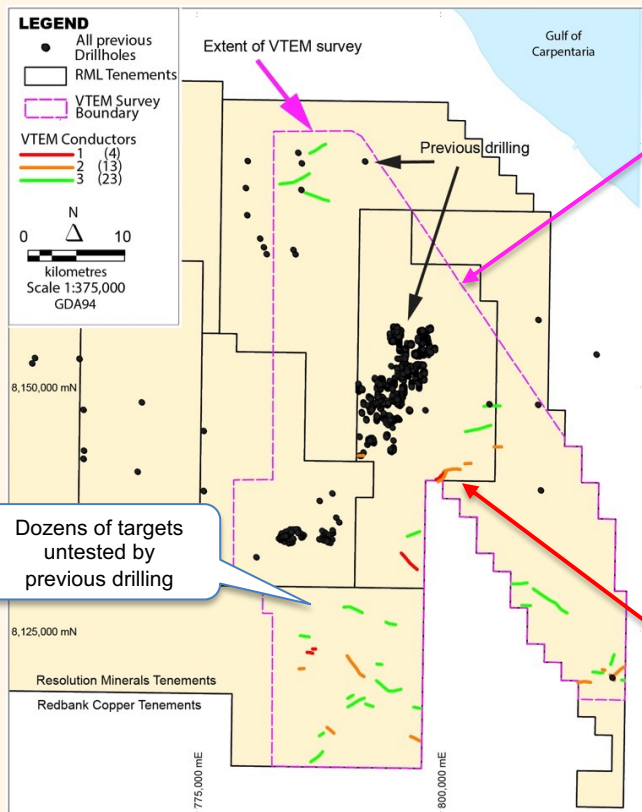 LEGEND
All previous
Drillholes
RML Tenements
VTEM Survey
Boundary
VTEM Conductors
1 (4)
2 (13)
3 (23)
N
0 10
kilometres
Scale 1:375,000
GDA94
Extent of VTEM survey
Gulf of
Carpentaria
Previous drilling
8,150,000 mN
Dozens of targets
untested by
previous drilling
8,125,000 mN
Resolution Minerals Tenements
Redbank Copper Tenements
775,000 mE
800,000 mE